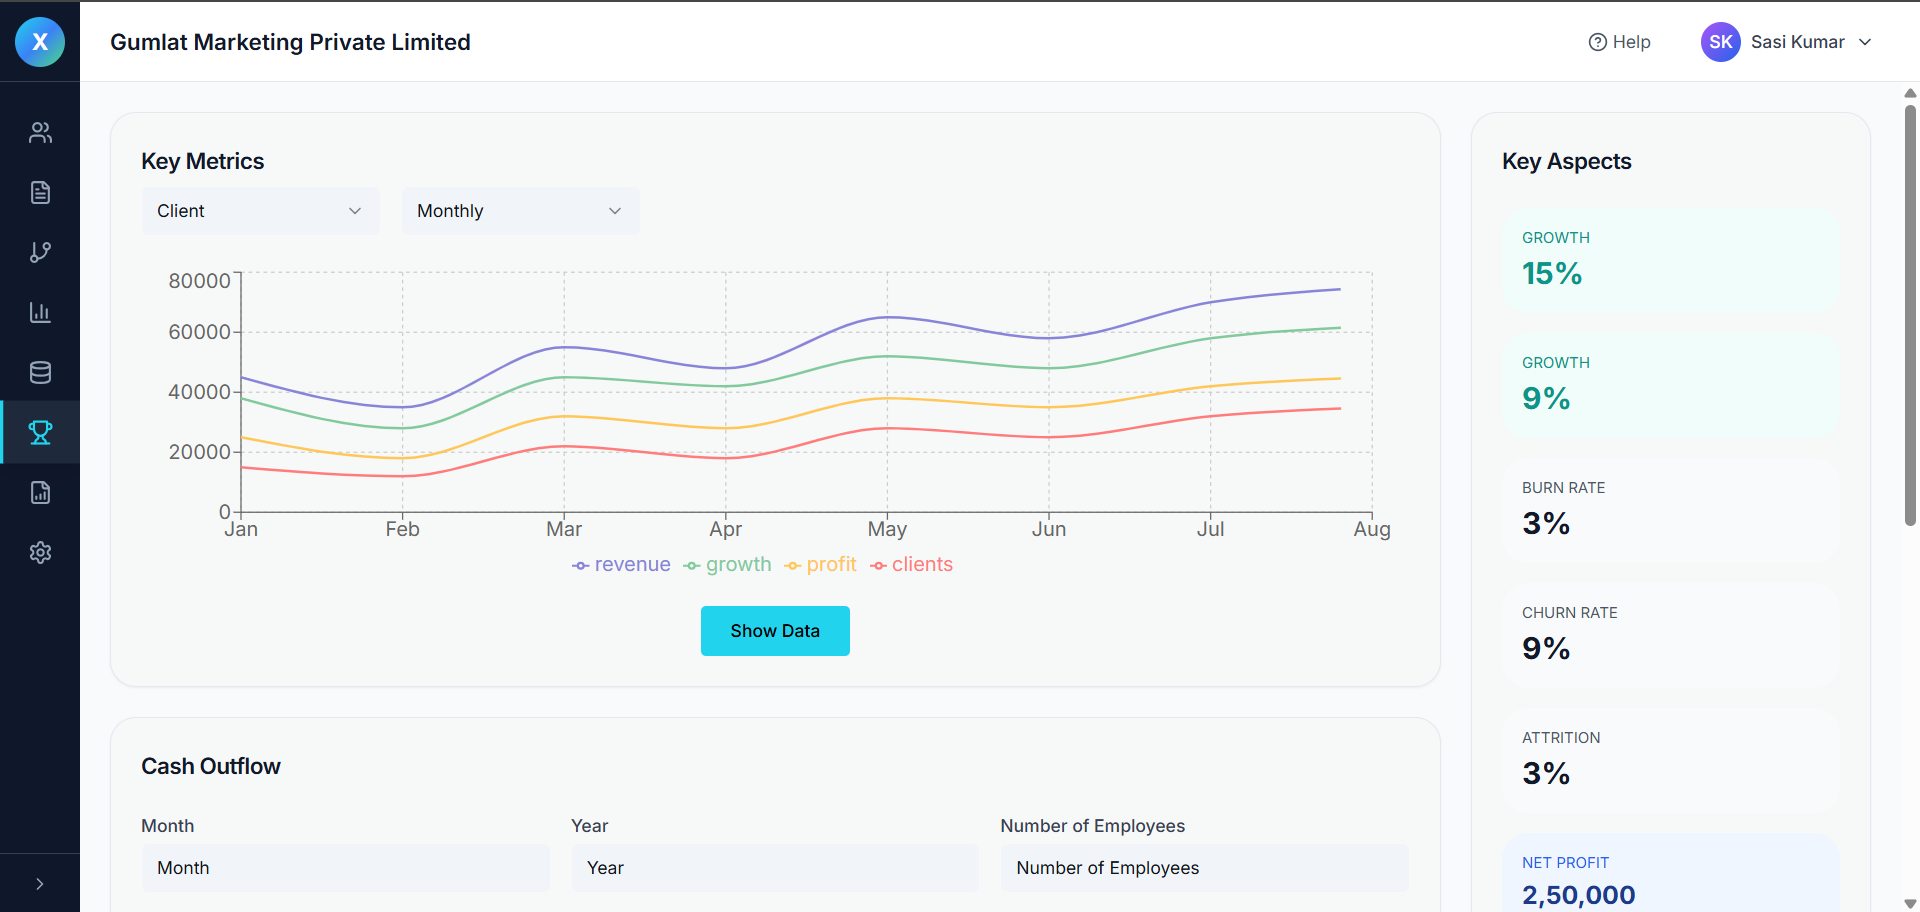 X
Gumlat Marketing Private Limited
Help
SK
Sasi Kumar
Key Metrics
Client
Monthly
80000
60000
40000
20000
0
Jan Feb Mar Apr May Jun Jul Aug
revenue growth profit clients
Show Data
Cash Outflow
Month Year Number of Employees
Month Year Number of Employees
Key Aspects
GROWTH
15%
GROWTH
9%
BURN RATE
3%
CHURN RATE
9%
ATTRITION
3%
NET PROFIT
2,50,000